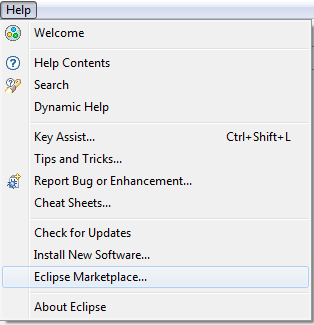 Help
Welcome
Help Contents
Search
Dynamic Help
Key Assist... Ctrl+Shift+L
Tips and Tricks...
Report Bug or Enhancement...
Cheat Sheets...
Check for Updates
Install New Software...
Eclipse Marketplace...
About Eclipse